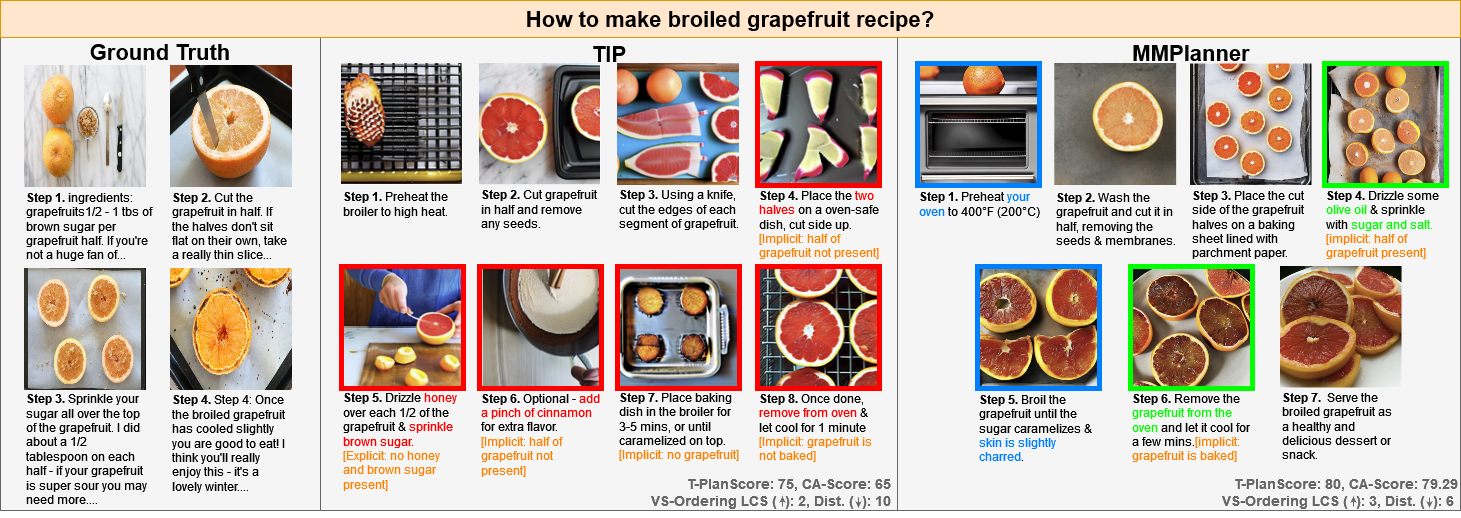 How to make broiled grapefruit recipe?
Ground Truth
Step 1. ingredients:
grapefruits1/2 - 1 tbs of
brown sugar per
grapefruit half. If you're
not a huge fan of...
Step 2. Cut the
grapefruit in half. If
the halves don't sit
flat on their own, take
a really thin slice...
Step 3. Sprinkle your
sugar all over the top
of the grapefruit. I did
about a 1/2
tablespoon on each
half - if your grapefruit
is super sour you may
need more....
Step 4. Step 4: Once
the broiled grapefruit
has cooled slightly
you are good to eat! I
think you'll really
enjoy this - it's a
lovely winter....
TIP
Step 1. Preheat the
broiler to high heat.
Step 2. Cut grapefruit
in half and remove
any seeds.
Step 3. Using a knife,
cut the edges of each
segment of grapefruit.
Step 4. Place the two
halves on a oven-safe
dish, cut side up.
[Implicit: half of
grapefruit not present]
Step 5. Drizzle honey
over each 1/2 of the
grapefruit & sprinkle
brown sugar.
[Explicit: no honey
and brown sugar
present]
Step 6. Optional - add
a pinch of cinnamon
for extra flavor.
[Implicit: half of
grapefruit not
present]
Step 7. Place baking
dish in the broiler for
3-5 mins, or until
caramelized on top.
[Implicit: no grapefruit]
Step 8. Once done,
remove from oven &
let cool for 1 minute
[Implicit: grapefruit is
not baked]
T-PlanScore: 75, CA-Score: 65
VS-Ordering LCS (↑): 2, Dist. (↓): 10
MMPlanner
Step 1. Preheat your
oven to 400°F (200°C)
Step 2. Wash the
grapefruit and cut it in
half, removing the
seeds & membranes.
Step 3. Place the cut
side of the grapefruit
halves on a baking
sheet lined with
parchment paper.
Step 4. Drizzle some
olive oil & sprinkle
with sugar and salt.
[implicit: half of
grapefruit present]
Step 5. Broil the
grapefruit until the
sugar caramelizes &
skin is slightly
charred.
Step 6. Remove the
grapefruit from the
oven and let it cool for
a few mins.[implicit:
grapefruit is baked]
Step 7. Serve the
broiled grapefruit as
a healthy and
delicious dessert or
snack.
T-PlanScore: 80, CA-Score: 79.29
VS-Ordering LCS (↑): 3, Dist. (↓): 6